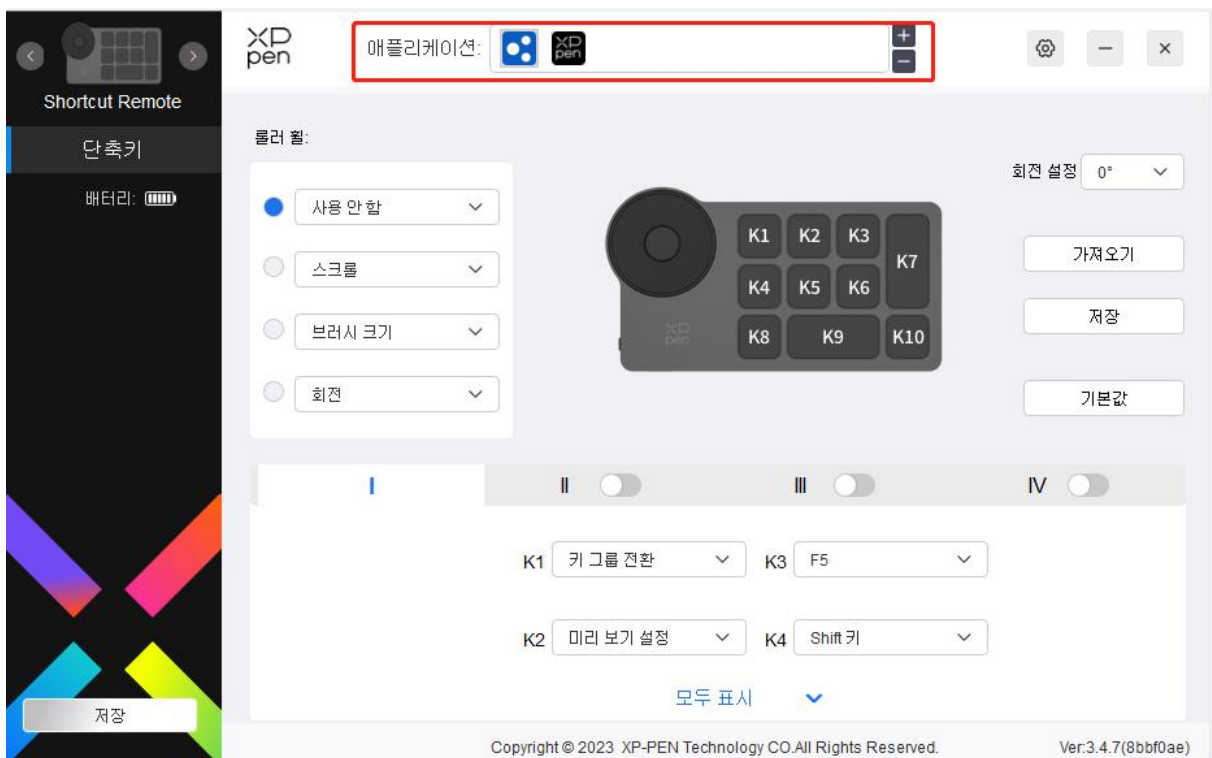 XP
pen
애플리케이션:
XP
pen
+
−
Shortcut Remote
단축키
배터리:
롤러 휠:
회전 설정 0°
사용 안 함
스크롤
브러시 크기
회전
K1 K2 K3
K7
K4 K5 K6
K8 K9 K10
XP
pen
가져오기
저장
기본값
I II III IV
K1 키 그룹 전환 K3 F5
K2 미리 보기 설정 K4 Shift 키
모두 표시
저장
Copyright © 2023 XP-PEN Technology CO.All Rights Reserved. Ver:3.4.7(8bbf0ae)